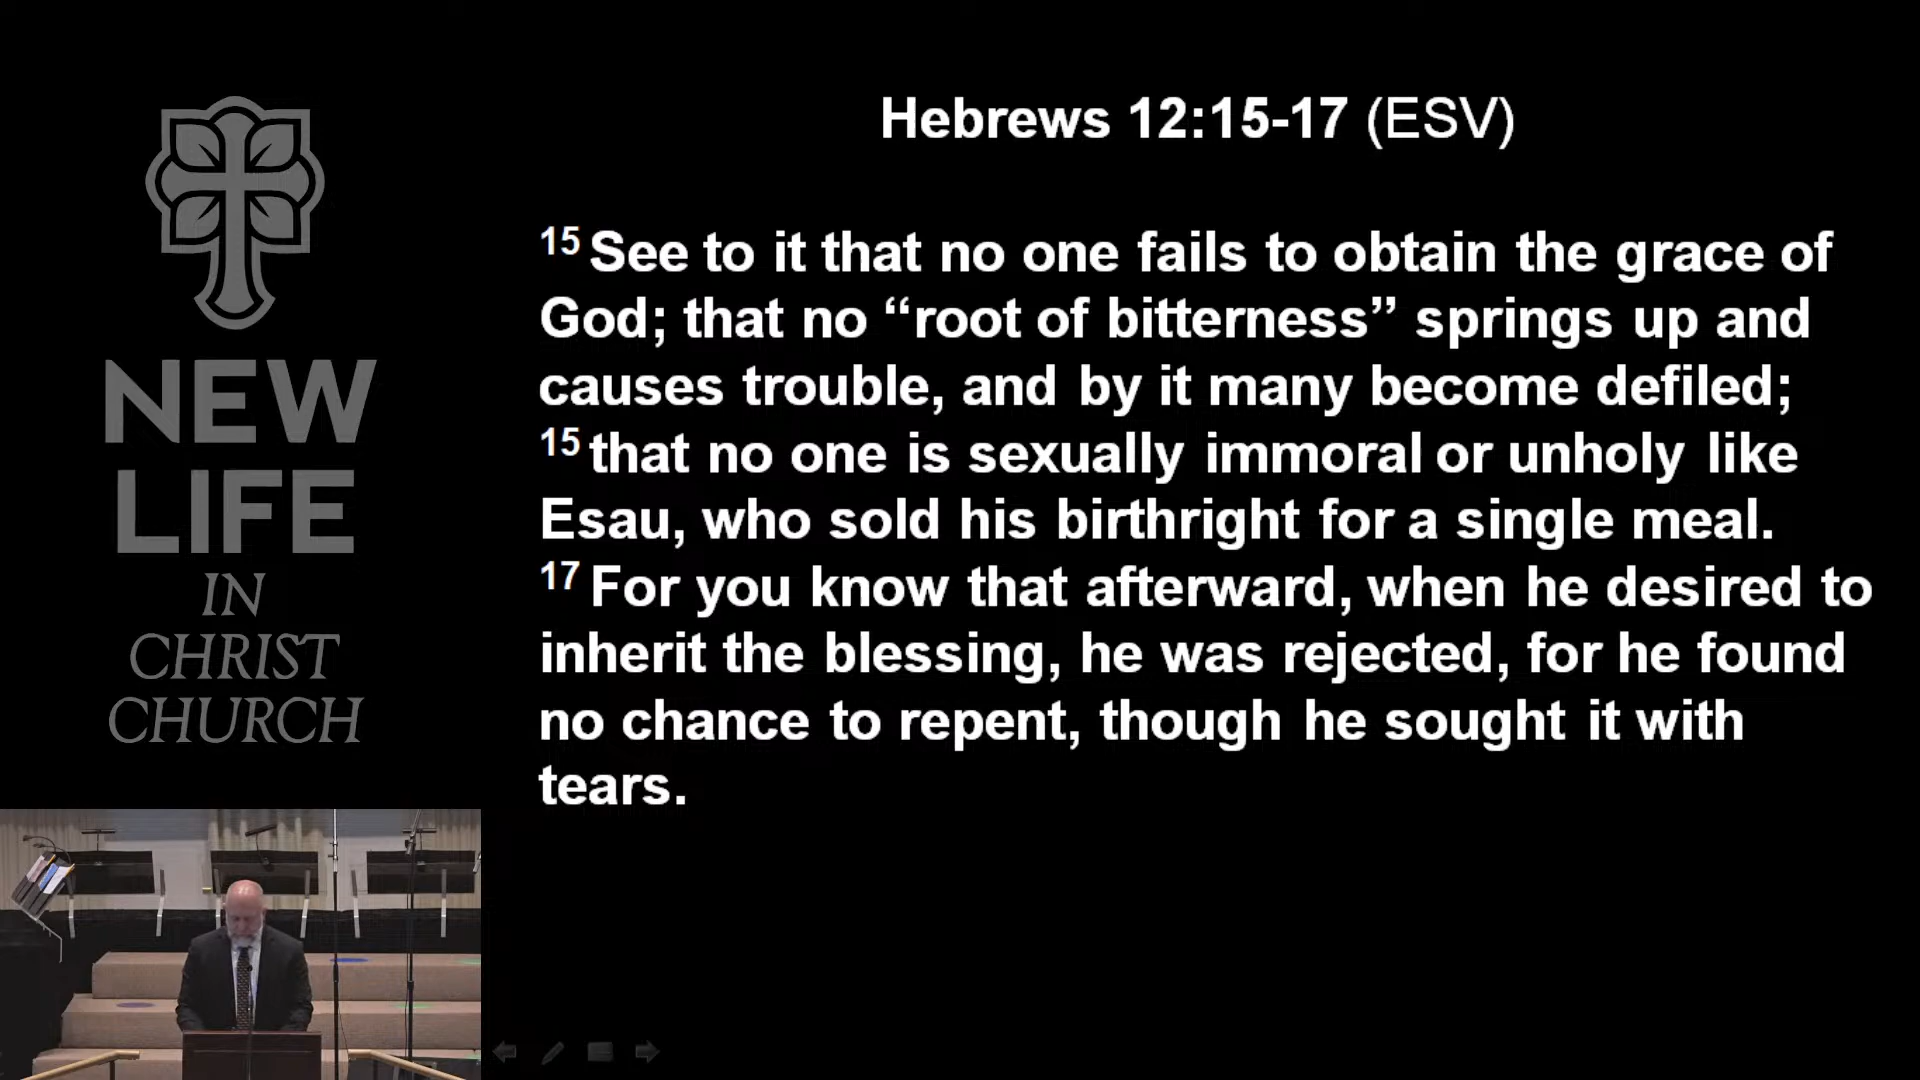 Hebrews 12:15-17 (ESV)
15 See to it that no one fails to obtain the grace of
God; that no “root of bitterness” springs up and
causes trouble, and by it many become defiled;
15 that no one is sexually immoral or unholy like
Esau, who sold his birthright for a single meal.
17 For you know that afterward, when he desired to
inherit the blessing, he was rejected, for he found
no chance to repent, though he sought it with
tears.
NEW
LIFE
IN
CHRIST
CHURCH